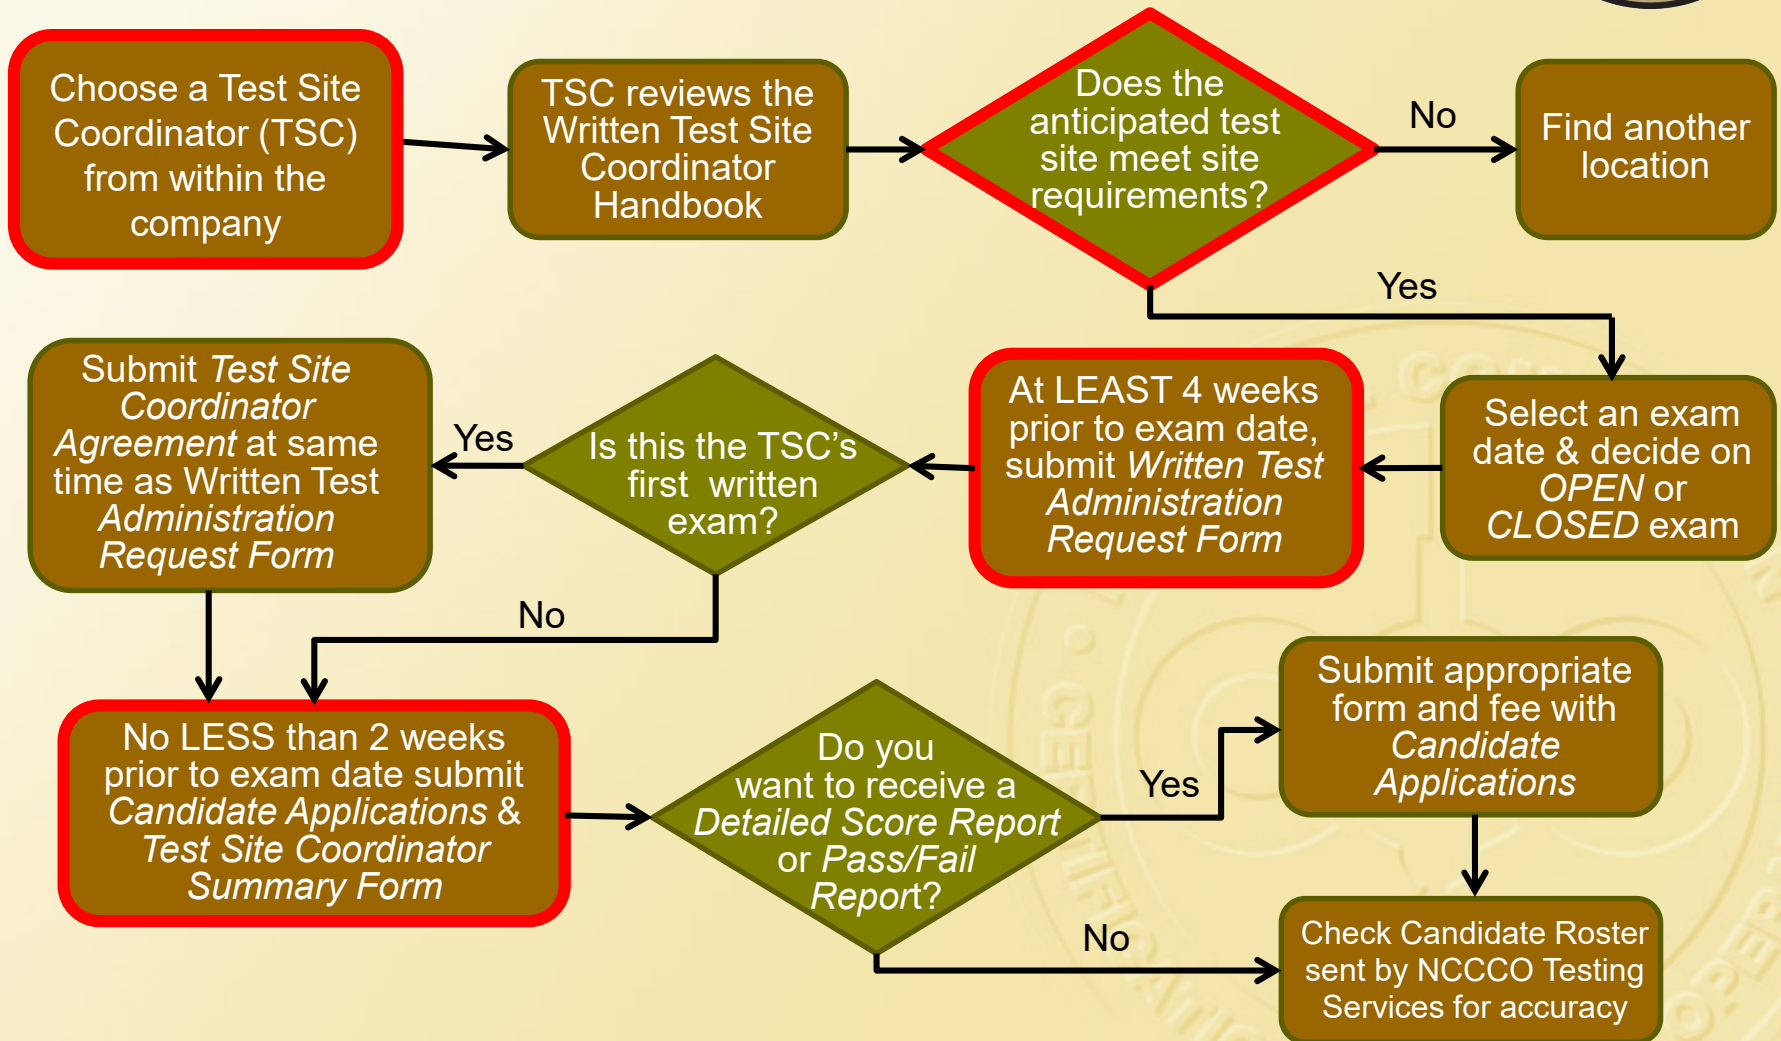 Choose a Test Site
Coordinator (TSC)
from within the
company
TSC reviews the
Written Test Site
Coordinator
Handbook
Does the
anticipated test
site meet site
requirements?
No
Find another
location
Yes
Select an exam
date & decide on
OPEN or
CLOSED exam
At LEAST 4 weeks
prior to exam date,
submit Written Test
Administration
Request Form
Is this the TSC’s
first written
exam?
Yes
Submit Test Site
Coordinator
Agreement at same
time as Written Test
Administration
Request Form
No
No LESS than 2 weeks
prior to exam date submit
Candidate Applications &
Test Site Coordinator
Summary Form
Do you
want to receive a
Detailed Score Report
or Pass/Fail
Report?
Yes
Submit appropriate
form and fee with
Candidate
Applications
No
Check Candidate Roster
sent by NCCCO Testing
Services for accuracy